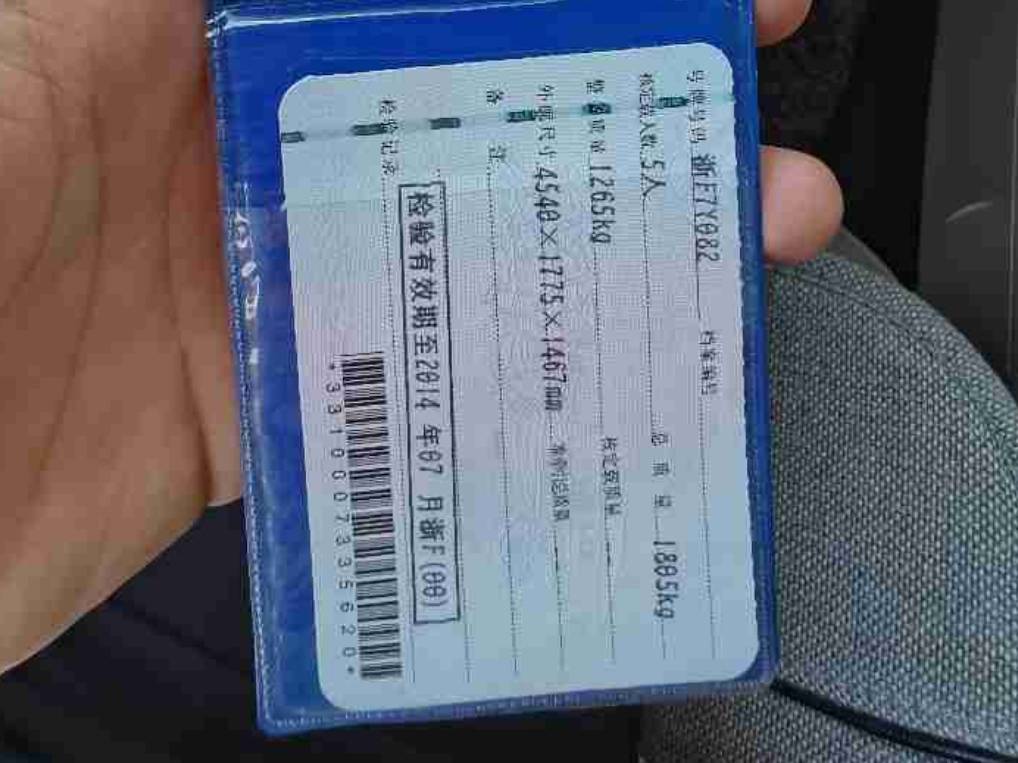 号牌号码 浙F7Y082 档案编号
核定载人数 5人 总质量 1805kg
整备质量 1265kg 核定载质量
外廓尺寸 4540×1775×1467mm 准牵引总质量
备注
检验有效期至2014年07月浙F(00)
检验记录
*3310007335620*